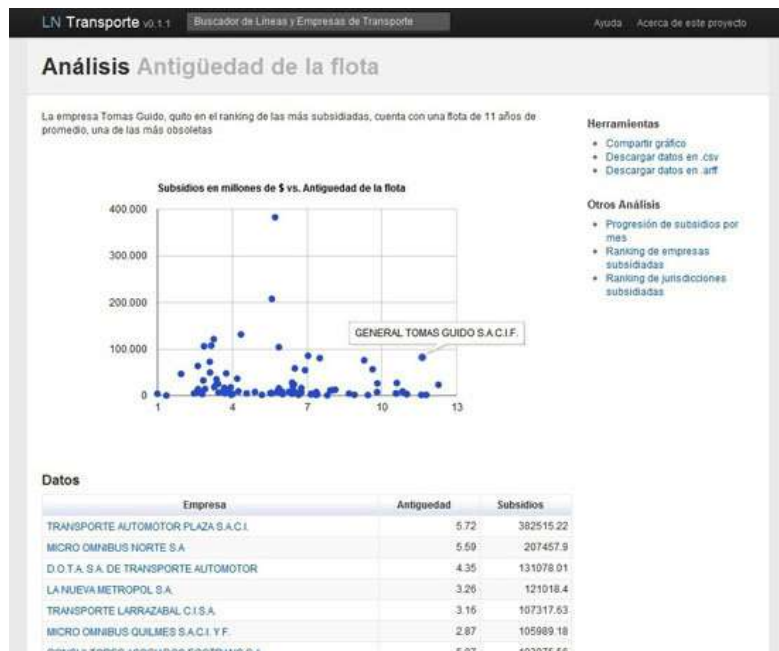 LN Transporte v0.1.1 Buscador de Líneas y Empresas de Transporte Ayuda Acerca de este proyecto
Análisis Antigüedad de la flota
La empresa Tomas Guido, quito en el ranking de las más subsidiadas, cuenta con una flota de 11 años de
promedio, una de las más obsoletas
Herramientas
Compartir gráfico
Descargar datos en .csv
Descargar datos en .arff
Otros Análisis
Progresión de subsidios por
mes
Ranking de empresas
subsidiadas
Ranking de jurisdicciones
subsidiadas
Subsidios en millones de $ vs. Antiguedad de la flota
400.000
300.000
200.000
GENERAL TOMAS GUIDO S.A.C.I.F.
100.000
0
1 4 7 10 13
Datos
Empresa Antiguedad Subsidios
TRANSPORTE AUTOMOTOR PLAZA S.A.C.I. 5.72 382515.22
MICRO OMNIBUS NORTE S.A 5.59 207457.9
D.O.T.A. S.A. DE TRANSPORTE AUTOMOTOR 4.35 131078.01
LA NUEVA METROPOL S.A. 3.26 121018.4
TRANSPORTE LARRAZABAL C.I.S.A. 3.16 107317.63
MICRO OMNIBUS QUILMES S.A.C.I. Y F. 2.87 105989.18